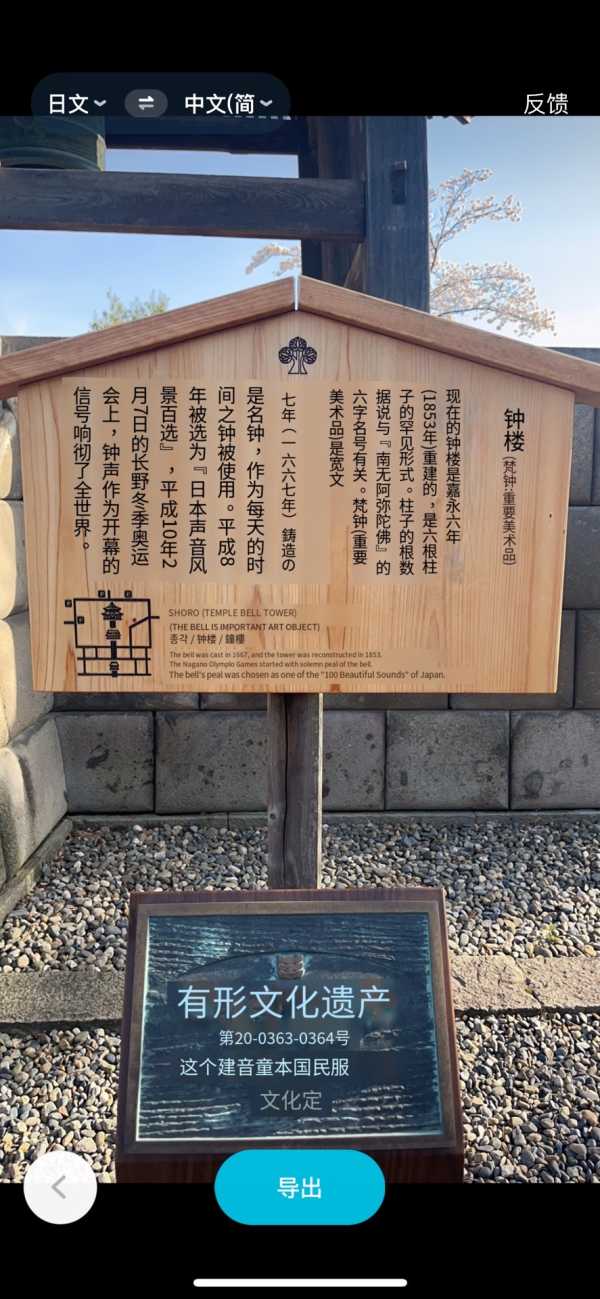 日文
中文(简
反馈
钟楼(梵钟:重要美术品)
现在的钟楼是嘉永六年
(1853年)重建的，是六根柱
子的罕见形式。柱子的根数
据说与『南无阿弥陀佛』的
六字名号有关。梵钟(重要
美术品)是宽文
七年(一六六七年)鋳造の
是名钟，作为每天的时
间之钟被使用。平成8
年被选为『日本声音风
景百选』，平成10年2
月7日的长野冬季奥运
会上，钟声作为开幕的
信号响彻了全世界。
SHORO (TEMPLE BELL TOWER)
(THE BELL IS IMPORTANT ART OBJECT)
종각 / 钟楼 / 鐘樓
The bell was cast in 1667, and the tower was reconstructed in 1853.
The Nagano Olympic Games started with solemn peal of the bell.
The bell's peal was chosen as one of the "100 Beautiful Sounds" of Japan.
有形文化遗产
第20-0363-0364号
这个建音童本国民服
文化定
导出